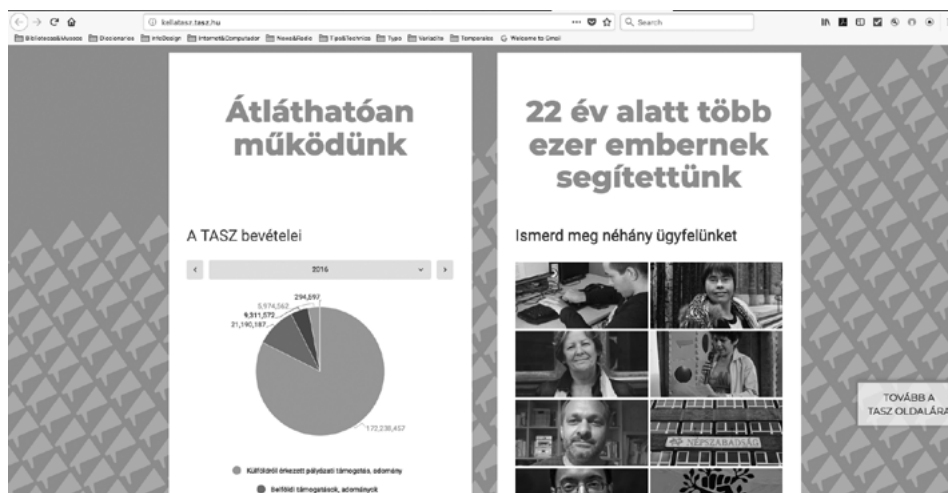 kellatesz.tasz.hu
Search
Bibliotecas&Museos
Diccionarios
InfoDesign
Internet&Computador
News&Radio
Tips&Technics
Typo
Variacite
Temporales
Welcome to Gmail
Átláthatóan
működünk
A TASZ bevételei
2016
294,597
5,974,562
9,311,572
21,190,187
172,238,457
Külföldről érkezett pályázati támogatás, adomány
Belföldi támogatások, adományok
22 év alatt több
ezer embernek
segítettünk
Ismerd meg néhány ügyfelünket
NÉPSZABADSÁG
TOVÁBB A
TASZ OLDALÁRA